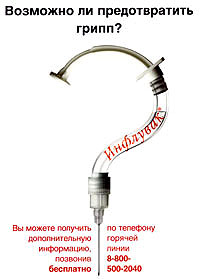 Возможно ли предотвратить
грипп?
Инфлувак
Вы можете получить по телефону
дополнительную горячей
информацию, линии
позвонив 8-800-
бесплатно 500-2040